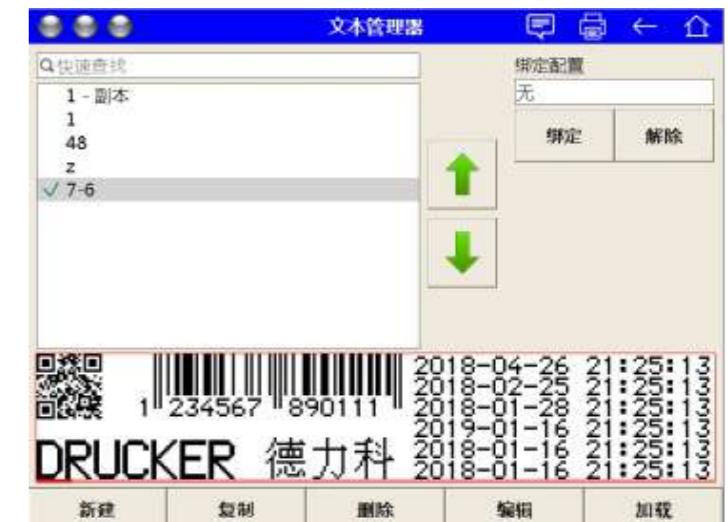 文本管理器
快速查找
1 - 副本
1
48
z
7-6
绑定配置
无
绑定 解除
1 234567 890111
DRUCKER 德力科
2018-04-26 21:25:13
2018-02-25 21:25:13
2018-01-28 21:25:13
2019-01-16 21:25:13
2018-01-16 21:25:13
2018-01-16 21:25:13
新建 复制 删除 编辑 加载